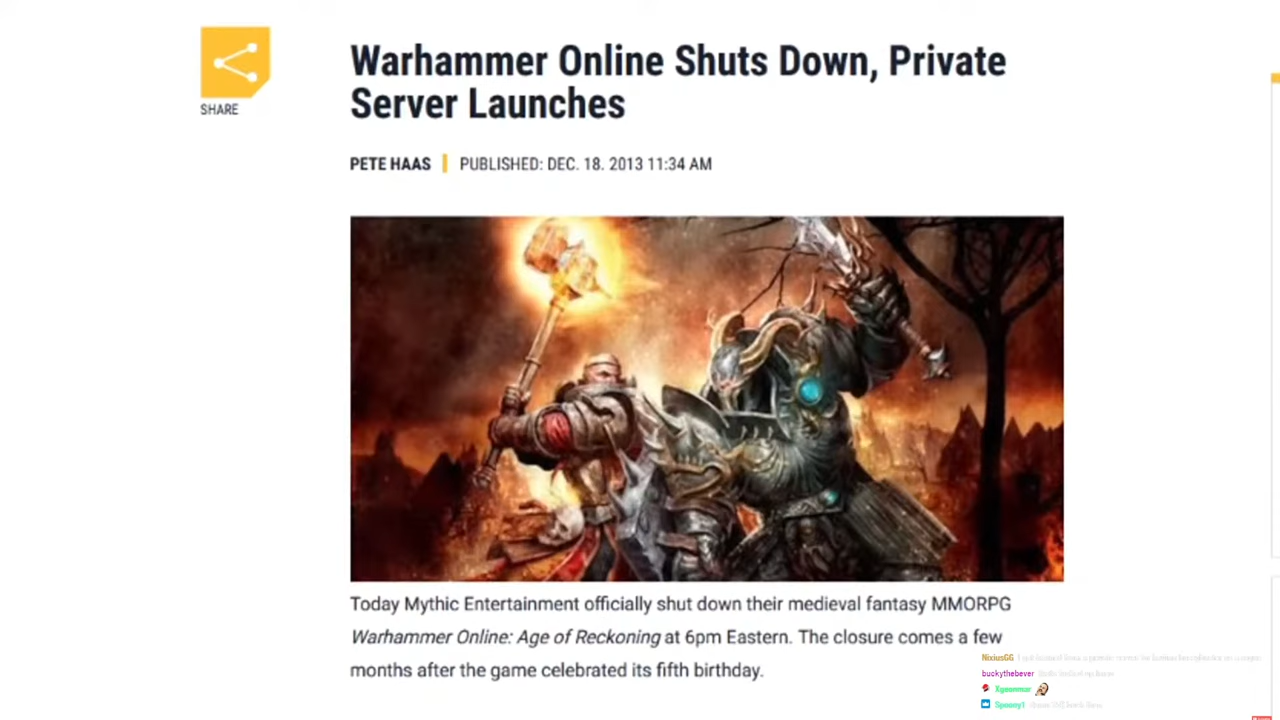 Warhammer Online Shuts Down, Private
Server Launches
SHARE
PETE HAAS
PUBLISHED: DEC. 18. 2013 11:34 AM
Today Mythic Entertainment officially shut down their medieval fantasy MMORPG
Warhammer Online: Age of Reckoning at 6pm Eastern. The closure comes a few
months after the game celebrated its fifth birthday.
NixiusGG
buckythebever
Xgeonmar
Spoony1